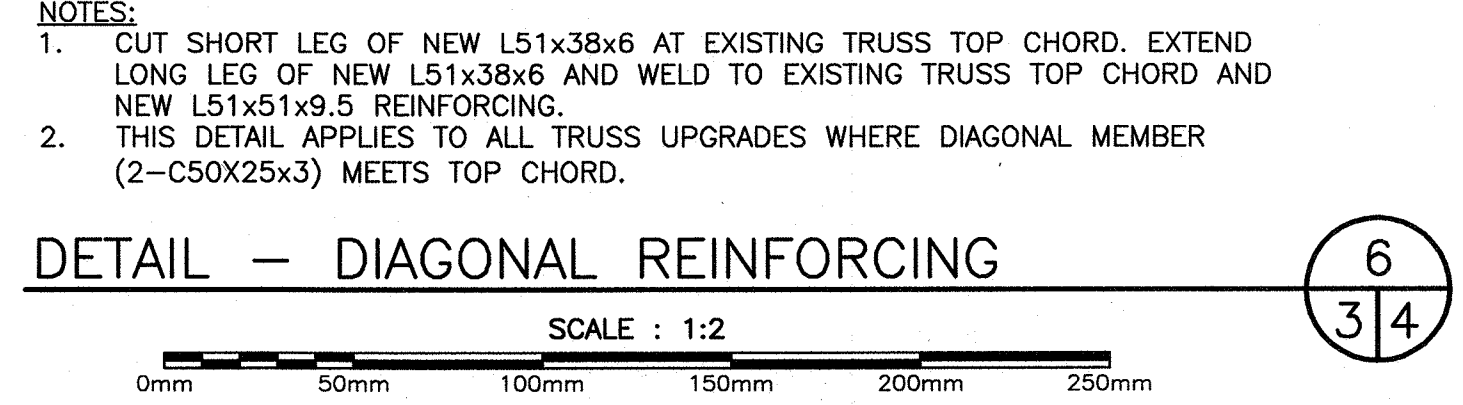 NOTES:
1. CUT SHORT LEG OF NEW L51x38x6 AT EXISTING TRUSS TOP CHORD. EXTEND
LONG LEG OF NEW L51x38x6 AND WELD TO EXISTING TRUSS TOP CHORD AND
NEW L51x51x9.5 REINFORCING.
2. THIS DETAIL APPLIES TO ALL TRUSS UPGRADES WHERE DIAGONAL MEMBER
(2-C50X25x3) MEETS TOP CHORD.
DETAIL - DIAGONAL REINFORCING
6
3 4
SCALE : 1:2
0mm 50mm 100mm 150mm 200mm 250mm